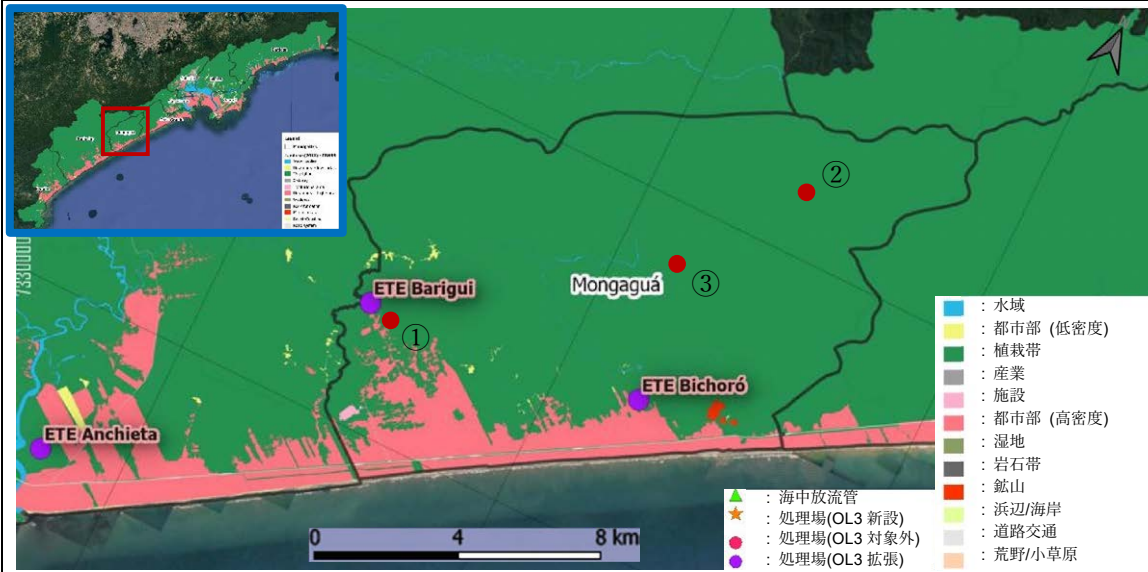 7330000
②
Mongaguá
③
ETE Barigui
①
ETE Bichoró
ETE Anchieta
0 4 8 km
: 水域
: 都市部 (低密度)
: 植栽帯
: 産業
: 施設
: 都市部 (高密度)
: 湿地
: 岩石帯
: 鉱山
: 浜辺/海岸
: 道路交通
: 荒野/小草原
: 海中放流管
: 処理場(OL3 新設)
: 処理場(OL3 対象外)
: 処理場(OL3 拡張)